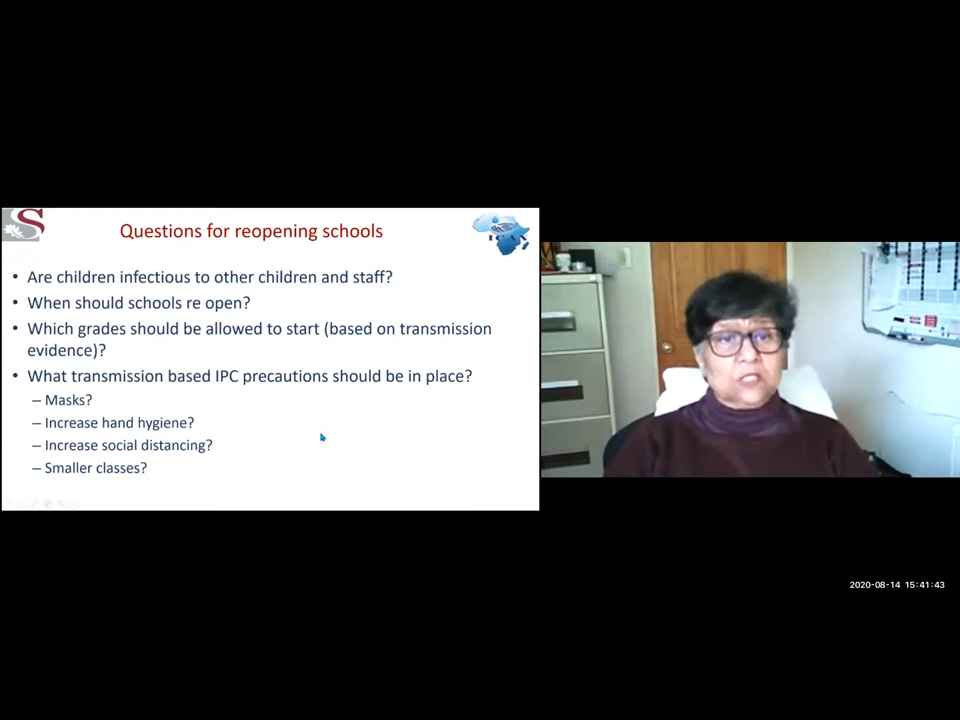 S
ICAN
Questions for reopening schools
• Are children infectious to other children and staff?
• When should schools re open?
• Which grades should be allowed to start (based on transmission
evidence)?
• What transmission based IPC precautions should be in place?
– Masks?
– Increase hand hygiene?
– Increase social distancing?
– Smaller classes?
2020-08-14 15:41:43